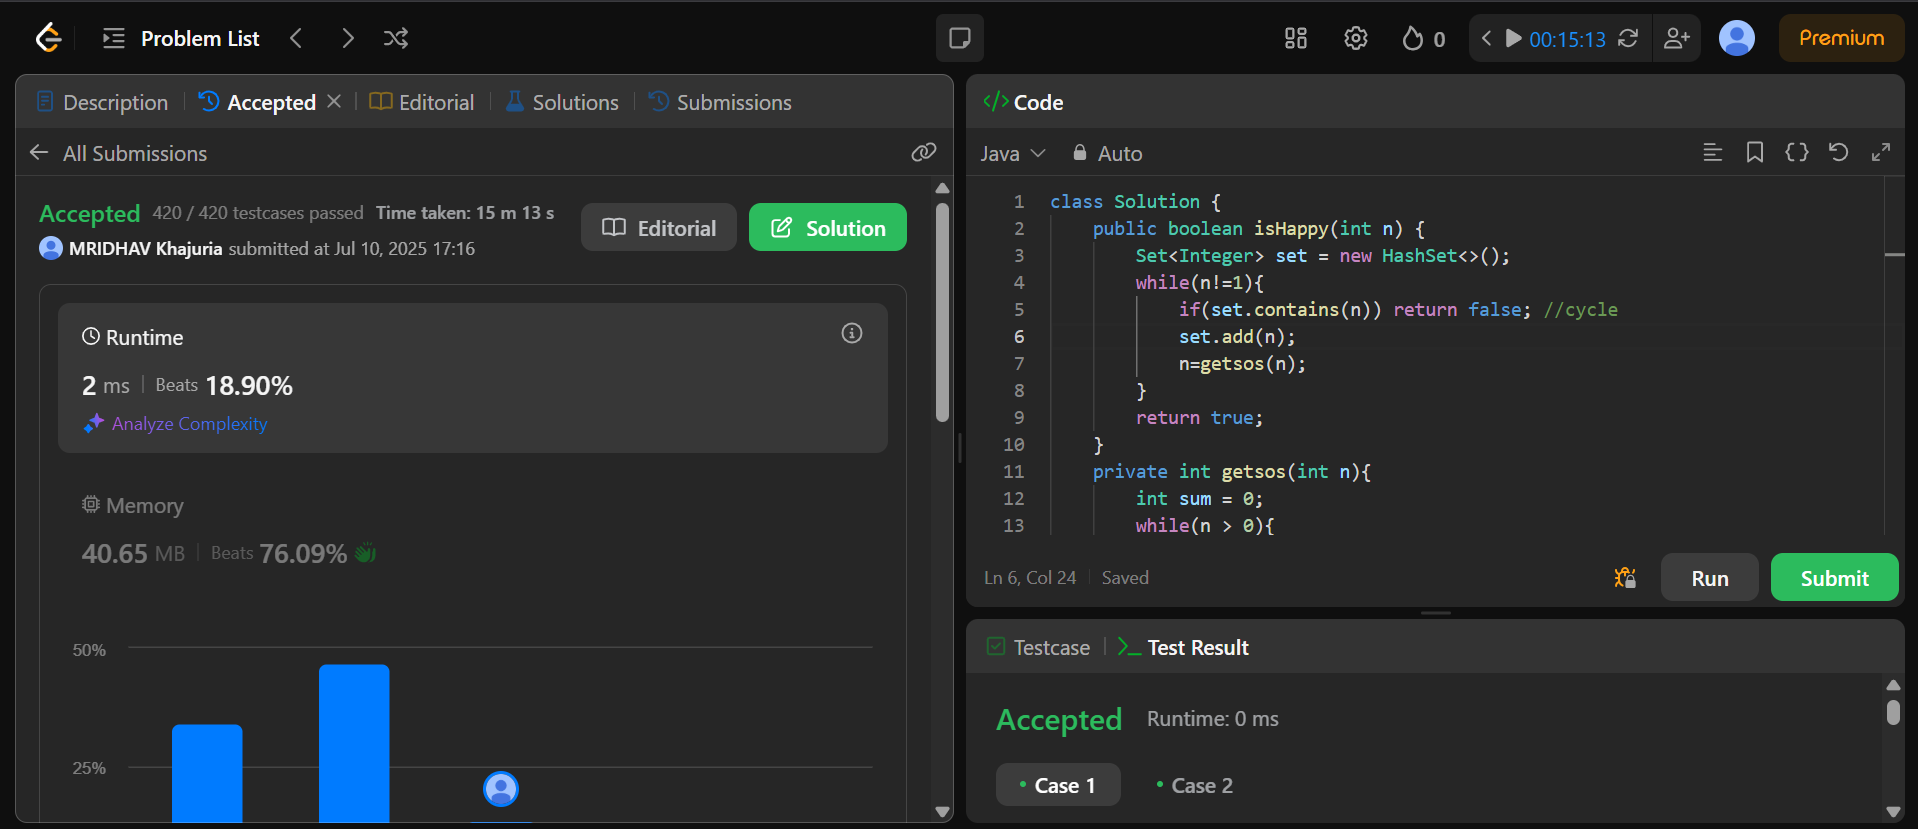 Problem List
0
00:15:13
Premium
Description
Accepted
Editorial
Solutions
Submissions
All Submissions
Accepted 420 / 420 testcases passed Time taken: 15 m 13 s
MRIDHAV Khajuria submitted at Jul 10, 2025 17:16
Editorial
Solution
Runtime
2 ms Beats 18.90%
Analyze Complexity
Memory
40.65 MB Beats 76.09%
50%
25%
</> Code
Java
Auto
1 class Solution {
2 public boolean isHappy(int n) {
3 Set<Integer> set = new HashSet<>();
4 while(n!=1){
5 if(set.contains(n)) return false; //cycle
6 set.add(n);
7 n=getsos(n);
8 }
9 return true;
10 }
11 private int getsos(int n){
12 int sum = 0;
13 while(n > 0){
Ln 6, Col 24 Saved
Run
Submit
Testcase
Test Result
Accepted Runtime: 0 ms
Case 1
Case 2